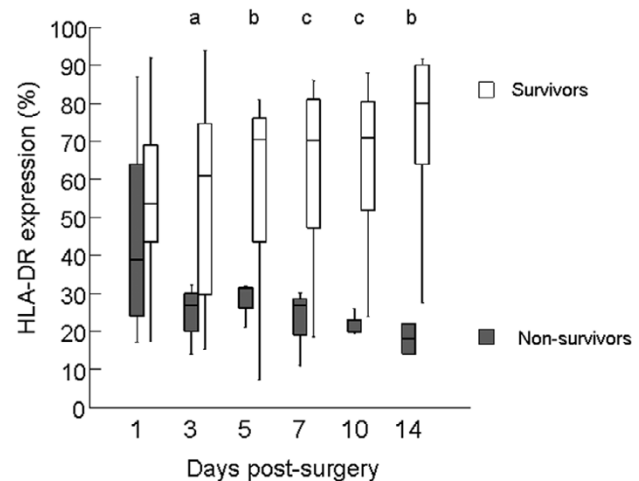 a b c c b
100
90
80
70
60
50
40
30
20
10
0
HLA-DR expression (%)
Survivors
Non-survivors
1 3 5 7 10 14
Days post-surgery